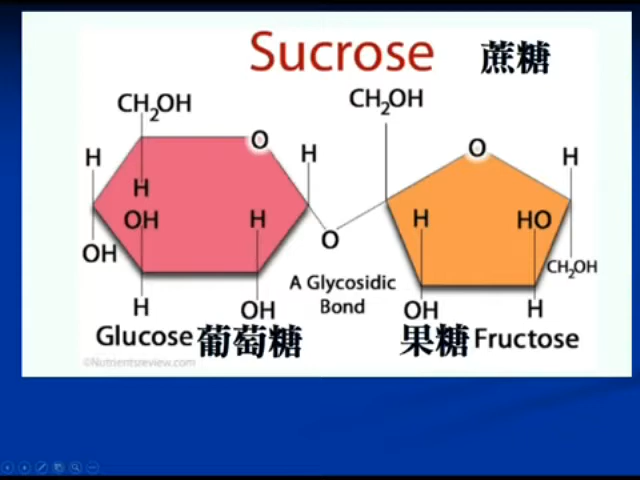 Sucrose 蔗糖
CH2OH
CH2OH
O
O
H
H
H
H
OH
H
H
HO
O
OH
CH2OH
A Glycosidic
Bond
H
OH
OH
H
Glucose 葡萄糖
果糖 Fructose
©Nutrientsreview.com